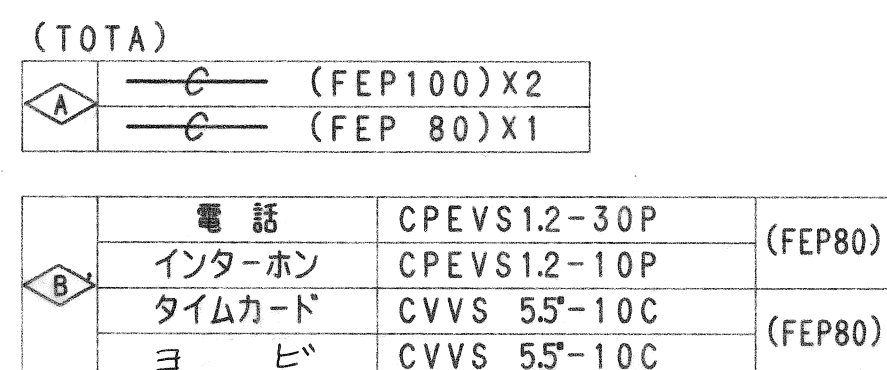 (TOTA)
A
C (FEP100)X2
C (FEP 80)X1
B'
電話 CPEVS1.2-30P (FEP80)
インターホン CPEVS1.2-10P
タイムカード CVVS 5.5°-10C (FEP80)
ヨビ CVVS 5.5°-10C